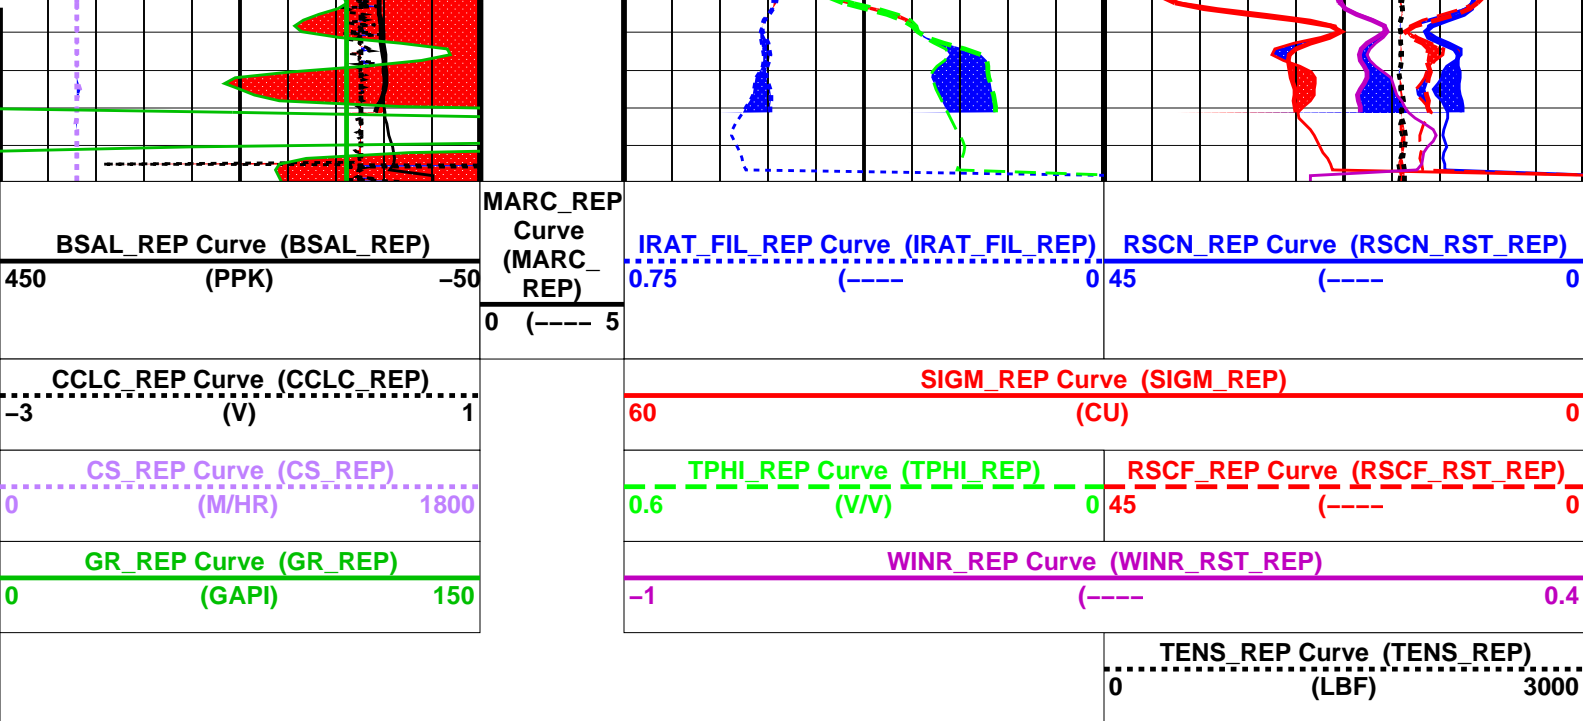 MARC_REP
Curve
(MARC_
REP)
0 (---- 5
BSAL_REP Curve (BSAL_REP)
450 (PPK) -50
IRAT_FIL_REP Curve (IRAT_FIL_REP)
0.75 (---- 0
RSCN_REP Curve (RSCN_RST_REP)
45 (---- 0
CCLC_REP Curve (CCLC_REP)
-3 (V) 1
SIGM_REP Curve (SIGM_REP)
60 (CU) 0
CS_REP Curve (CS_REP)
0 (M/HR) 1800
TPHI_REP Curve (TPHI_REP)
0.6 (V/V) 0
RSCF_REP Curve (RSCF_RST_REP)
45 (---- 0
GR_REP Curve (GR_REP)
0 (GAPI) 150
WINR_REP Curve (WINR_RST_REP)
-1 (---- 0.4
TENS_REP Curve (TENS_REP)
0 (LBF) 3000